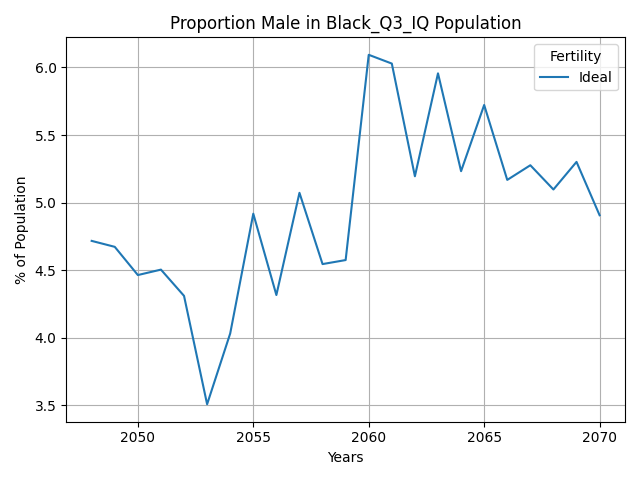 Proportion Male in Black_Q3_IQ Population
Fertility
Ideal
6.0
5.5
5.0
4.5
4.0
3.5
% of Population
2050
2055
2060
2065
2070
Years